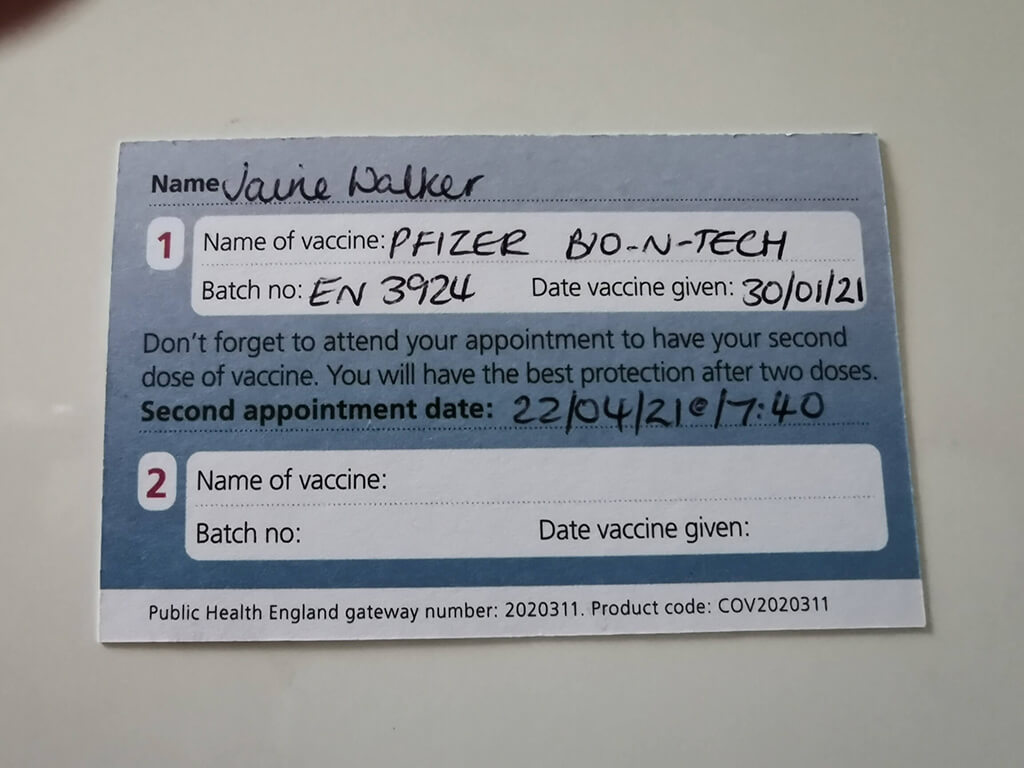 Name Jaine Walker
1 Name of vaccine: PFIZER BIO-N-TECH
Batch no: EN 3924 Date vaccine given: 30/01/21
Don't forget to attend your appointment to have your second
dose of vaccine. You will have the best protection after two doses.
Second appointment date: 22/04/21@17:40
2 Name of vaccine:
Batch no: Date vaccine given:
Public Health England gateway number: 2020311. Product code: COV2020311